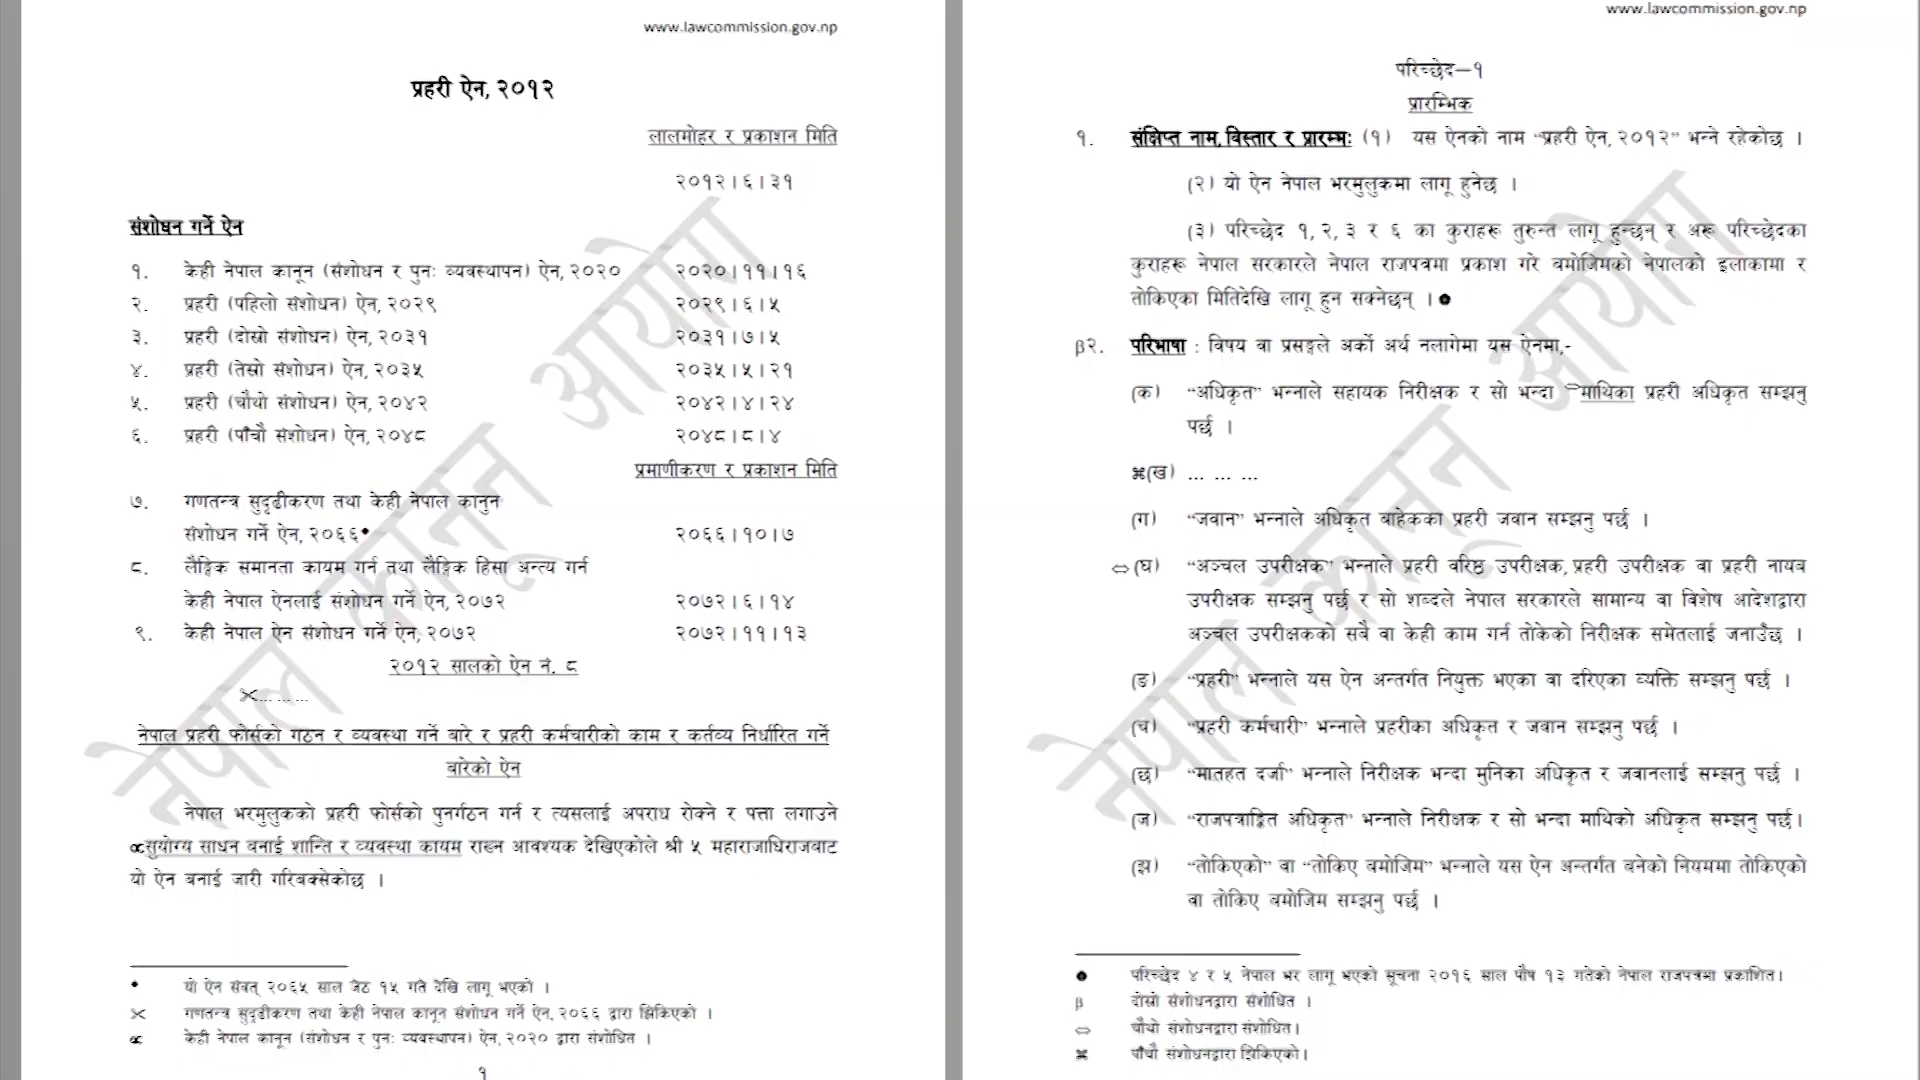 www.lawcommission.gov.np
प्रहरी ऐन, २०१२
लालमोहर र प्रकाशन मिति
२०१२।६।३१
संशोधन गर्ने ऐन
१. केही नेपाल कानून (संशोधन र पुनः व्यवस्थापन) ऐन, २०२० २०२०।११।१६
२. प्रहरी (पहिलो संशोधन) ऐन, २०२९ २०२९।६।५
३. प्रहरी (दोस्रो संशोधन) ऐन, २०३१ २०३१।७।५
४. प्रहरी (तेस्रो संशोधन) ऐन, २०३५ २०३५।५।२१
५. प्रहरी (चौथो संशोधन) ऐन, २०४२ २०४२।४।२४
६. प्रहरी (पाँचौ संशोधन) ऐन, २०४८ २०४८।८।४
प्रमाणीकरण र प्रकाशन मिति
७. गणतन्त्र सुदृढीकरण तथा केही नेपाल कानुन
संशोधन गर्ने ऐन, २०६६♦ २०६६।१०।७
८. लैङ्गिक समानता कायम गर्न तथा लैङ्गिक हिंसा अन्त्य गर्न
केही नेपाल ऐनलाई संशोधन गर्ने ऐन, २०७२ २०७२।६।१४
९. केही नेपाल ऐन संशोधन गर्ने ऐन, २०७२ २०७२।११।१३
२०१२ सालको ऐन नं. ८
⨯... ...
नेपाल प्रहरी फोर्सको गठन र व्यवस्था गर्ने बारे र प्रहरी कर्मचारीको काम र कर्तव्य निर्धारित गर्ने
बारेको ऐन
नेपाल भरमुलुकको प्रहरी फोर्सको पुनर्गठन गर्न र त्यसलाई अपराध रोक्ने र पत्ता लगाउने
∝सुयोग्य साधन बनाई शान्ति र व्यवस्था कायम राख्न आवश्यक देखिएकोले श्री ५ महाराजाधिराजबाट
यो ऐन बनाई जारी गरिबक्सेकोछ ।
♦ यो ऐन संवत् २०६५ साल जेठ १५ गते देखि लागू भएको ।
⨯ गणतन्त्र सुदृढीकरण तथा केही नेपाल कानून संशोधन गर्ने ऐन, २०६६ द्वारा झिकिएको ।
∝ केही नेपाल कानून (संशोधन र पुनः व्यवस्थापन) ऐन, २०२० द्वारा संशोधित ।
१
नेपाल कानून आयोग
www.lawcommission.gov.np
परिच्छेद–१
प्रारम्भिक
१. संक्षिप्त नाम, विस्तार र प्रारम्भः (१) यस ऐनको नाम “प्रहरी ऐन, २०१२” भन्ने रहेकोछ ।
(२) यो ऐन नेपाल भरमुलुकमा लागू हुनेछ ।
(३) परिच्छेद १, २, ३ र ६ का कुराहरू तुरुन्त लागू हुन्छन् र अरू परिच्छेदका
कुराहरू नेपाल सरकारले नेपाल राजपत्रमा प्रकाश गरे बमोजिमको नेपालको इलाकामा र
तोकिएका मितिदेखि लागू हुन सक्नेछन् ।●
β२. परिभाषा : विषय वा प्रसङ्गले अर्को अर्थ नलागेमा यस ऐनमा,-
(क) “अधिकृत” भन्नाले सहायक निरीक्षक र सो भन्दा माथिका प्रहरी अधिकृत सम्झनु
पर्छ ।
⌘(ख) ... ... ...
(ग) “जवान” भन्नाले अधिकृत बाहेकका प्रहरी जवान सम्झनु पर्छ ।
⇔(घ) “अञ्चल उपरीक्षक” भन्नाले प्रहरी वरिष्ठ उपरीक्षक, प्रहरी उपरीक्षक वा प्रहरी नायब
उपरीक्षक सम्झनु पर्छ र सो शब्दले नेपाल सरकारले सामान्य वा विशेष आदेशद्वारा
अञ्चल उपरीक्षकको सबै वा केही काम गर्न तोकेको निरीक्षक समेतलाई जनाउँछ ।
(ङ) “प्रहरी” भन्नाले यस ऐन अन्तर्गत नियुक्त भएका वा दरिएका व्यक्ति सम्झनु पर्छ ।
(च) “प्रहरी कर्मचारी” भन्नाले प्रहरीका अधिकृत र जवान सम्झनु पर्छ ।
(छ) “मातहत दर्जा” भन्नाले निरीक्षक भन्दा मुनिका अधिकृत र जवानलाई सम्झनु पर्छ ।
(ज) “राजपत्राङ्कित अधिकृत” भन्नाले निरीक्षक र सो भन्दा माथिको अधिकृत सम्झनु पर्छ।
(झ) “तोकिएको” वा “तोकिए बमोजिम” भन्नाले यस ऐन अन्तर्गत बनेको नियममा तोकिएको
वा तोकिए बमोजिम सम्झनु पर्छ ।
● परिच्छेद ४ र ५ नेपाल भर लागू भएको सूचना २०१६ साल पौष १३ गतेको नेपाल राजपत्रमा प्रकाशित।
β दोस्रो संशोधनद्वारा संशोधित ।
⇔ चौथो संशोधनद्वारा संशोधित।
⌘ पाँचौ संशोधनद्वारा झिकिएको।
नेपाल कानून आयोग